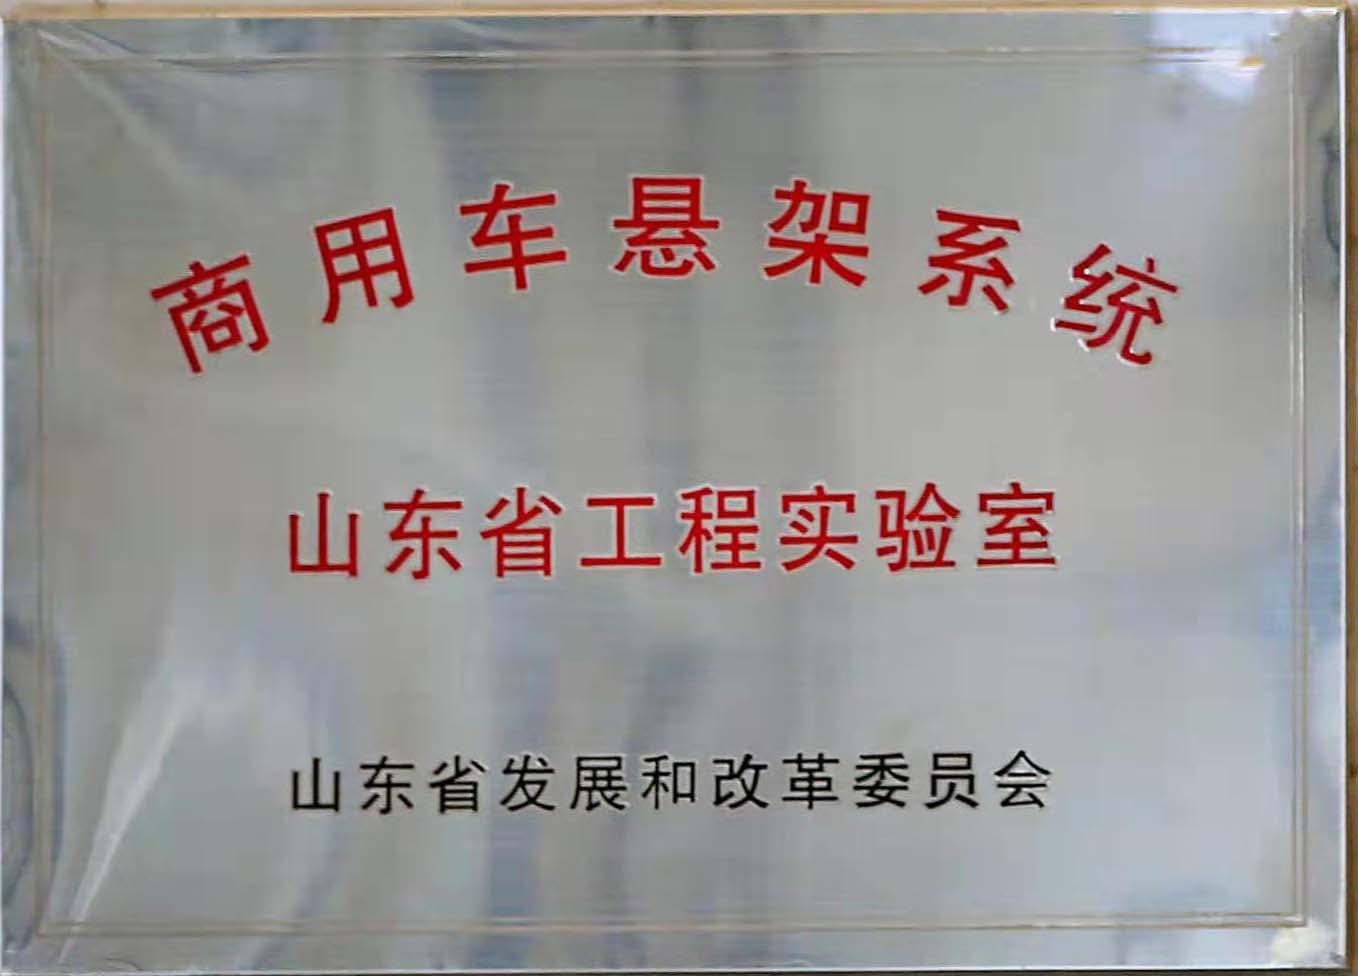 商用车悬架系统
山东省工程实验室
山东省发展和改革委员会